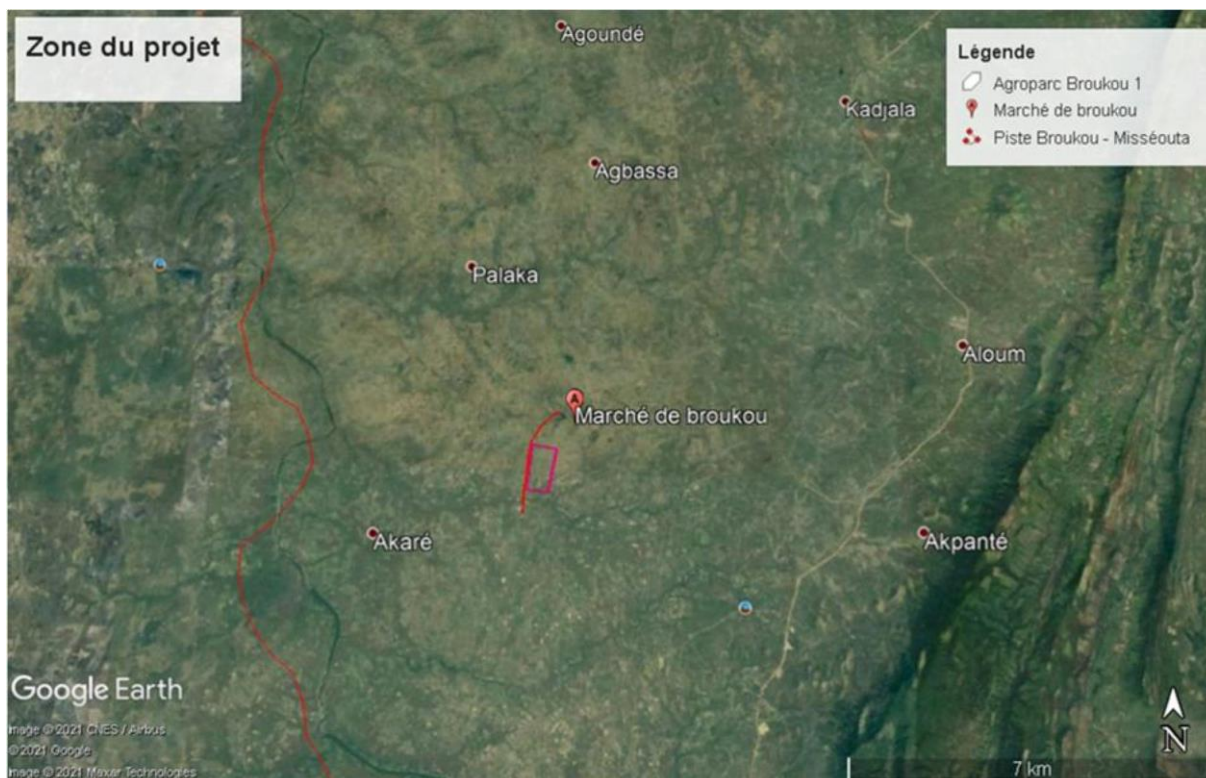 Zone du projet
Légende
Agroparc Broukou 1
Marché de broukou
Piste Broukou - Misséouta
Agoundé
Kadjala
Agbassa
Palaka
Aloum
A
Marché de broukou
Akaré
Akpanté
Google Earth
Image © 2021 CNES / Airbus
© 2021 Google
Image © 2021 Maxar Technologies
7 km
N